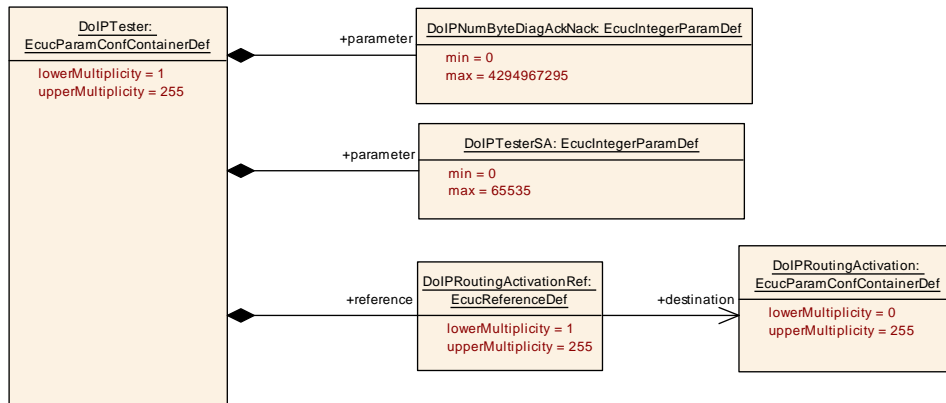 DoIPTester:
EcucParamConfContainerDef
lowerMultiplicity = 1
upperMultiplicity = 255
+parameter
DoIPNumByteDiagAckNack: EcucIntegerParamDef
min = 0
max = 4294967295
+parameter
DoIPTesterSA: EcucIntegerParamDef
min = 0
max = 65535
+reference
DoIPRoutingActivationRef:
EcucReferenceDef
lowerMultiplicity = 1
upperMultiplicity = 255
+destination
DoIPRoutingActivation:
EcucParamConfContainerDef
lowerMultiplicity = 0
upperMultiplicity = 255